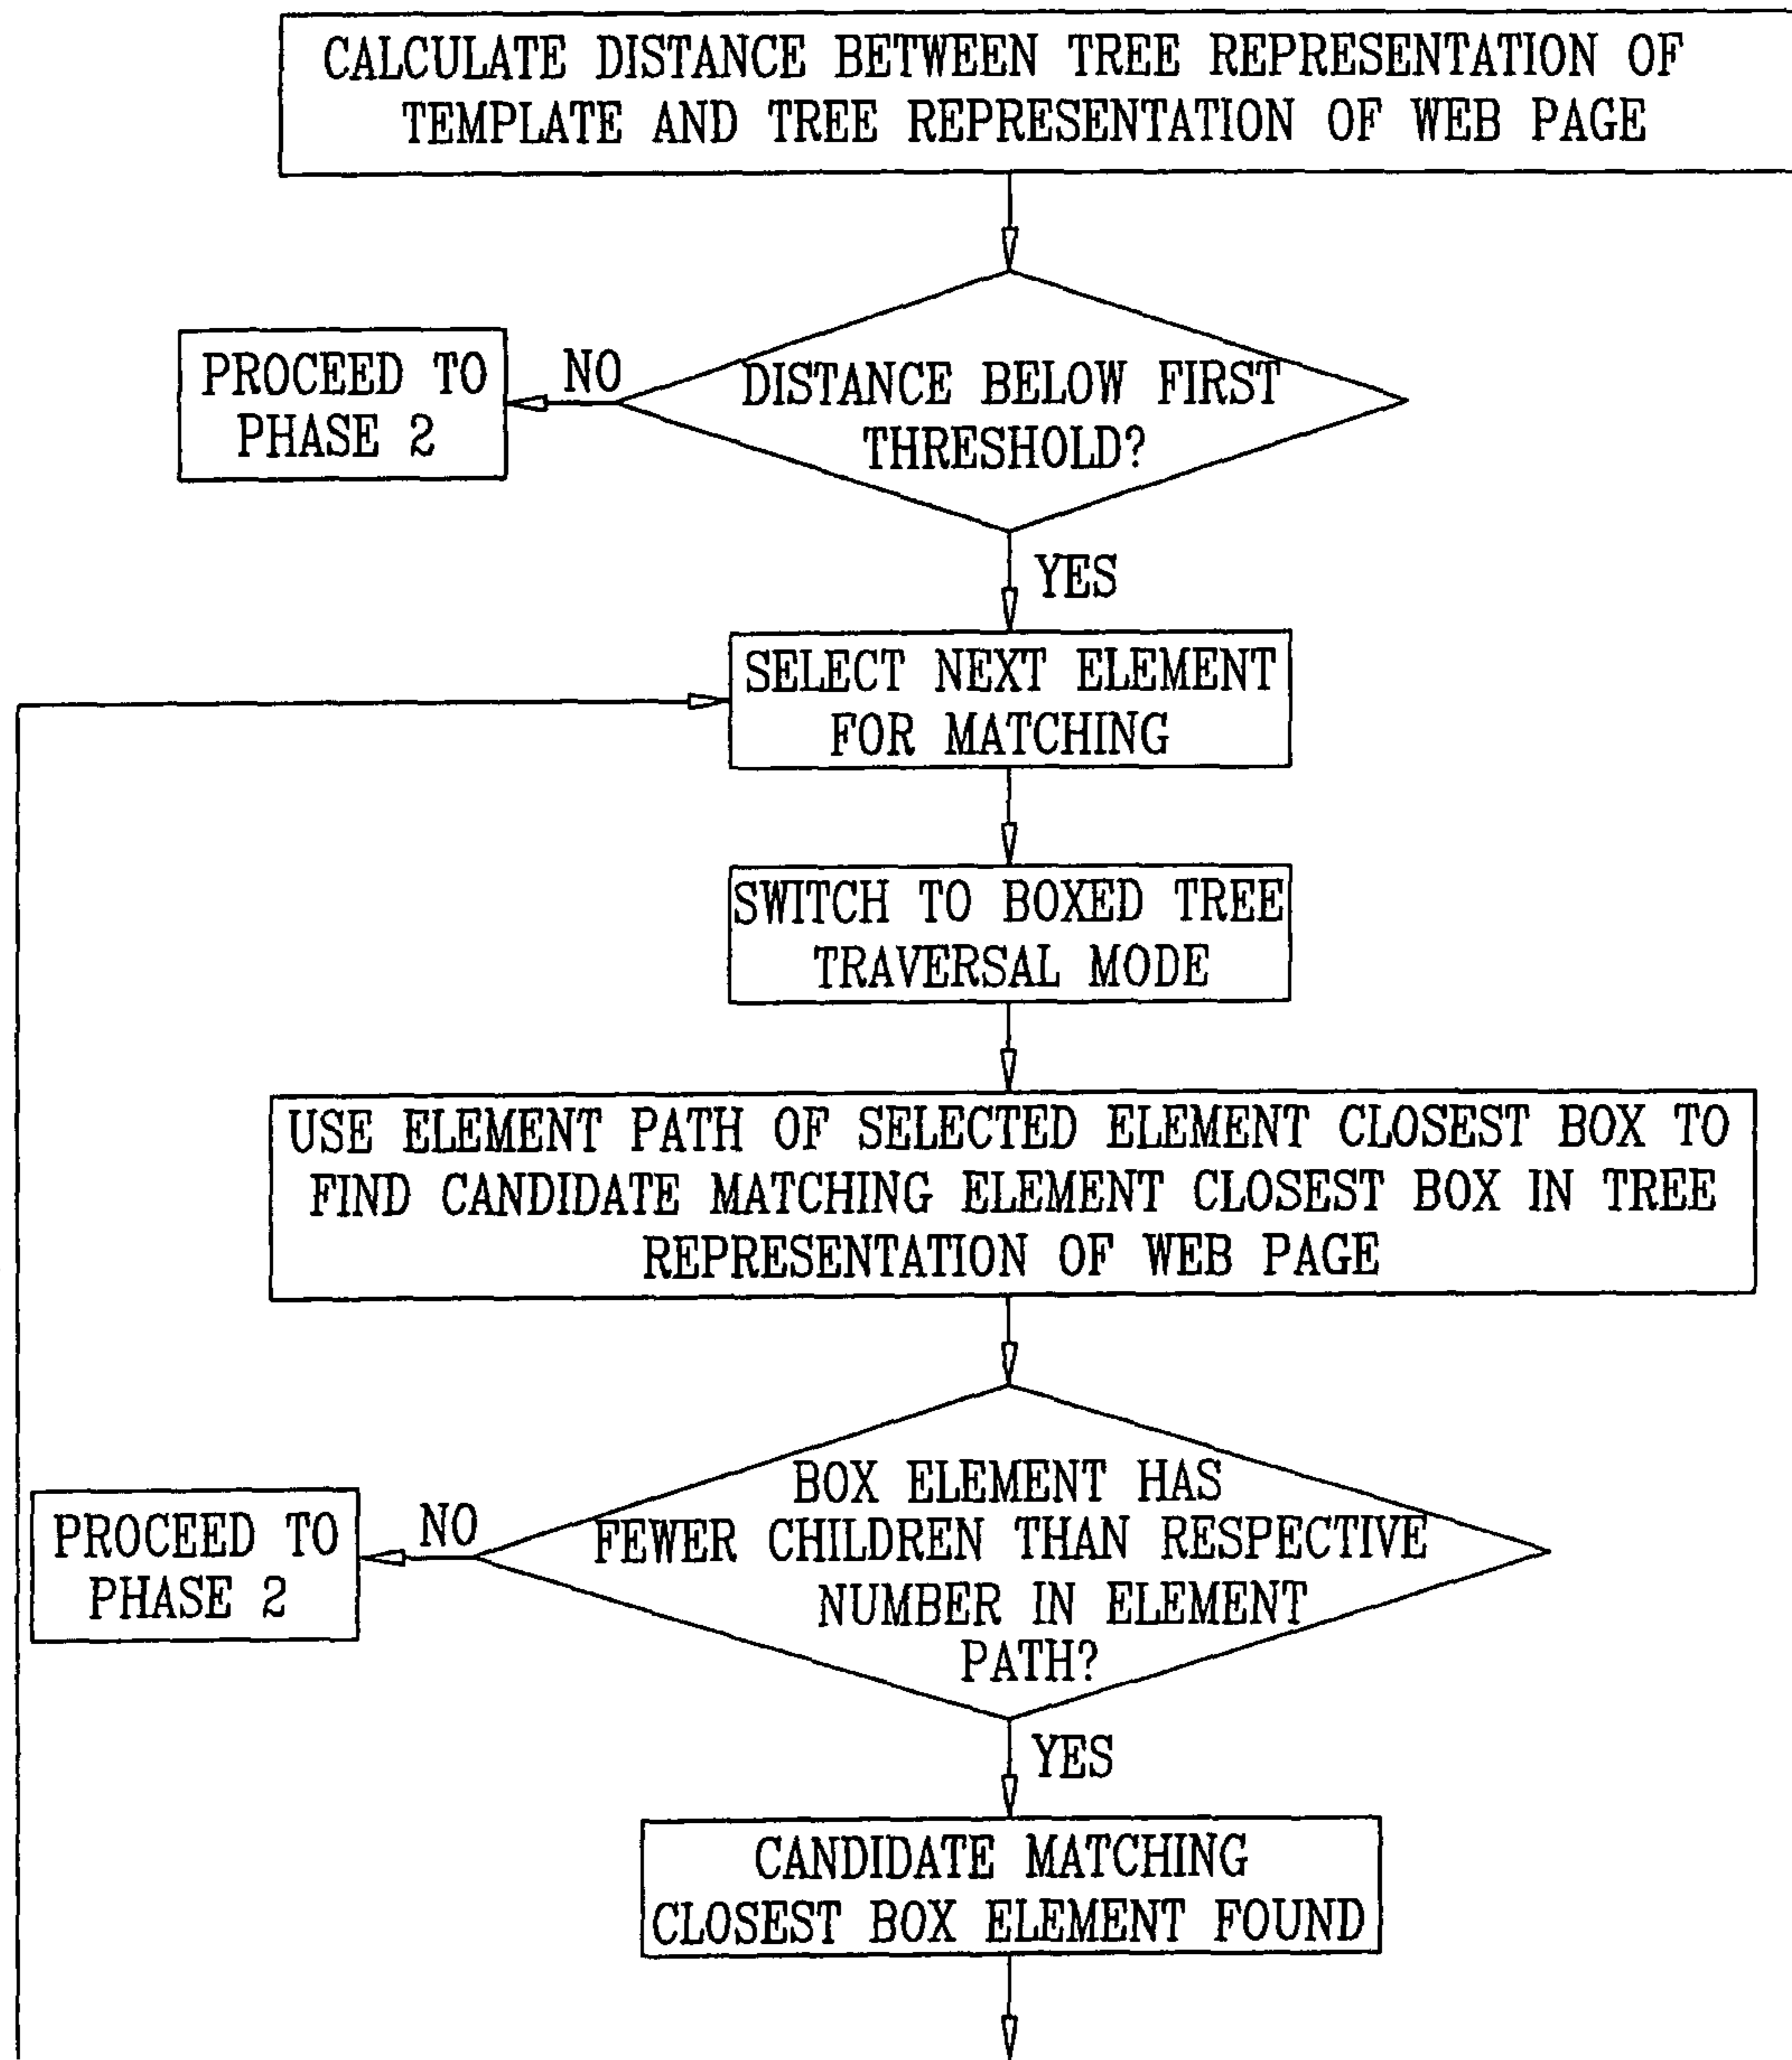 CALCULATE DISTANCE BETWEEN TREE REPRESENTATION OF
TEMPLATE AND TREE REPRESENTATION OF WEB PAGE
PROCEED TO
PHASE 2
NO
DISTANCE BELOW FIRST
THRESHOLD?
YES
SELECT NEXT ELEMENT
FOR MATCHING
SWITCH TO BOXED TREE
TRAVERSAL MODE
USE ELEMENT PATH OF SELECTED ELEMENT CLOSEST BOX TO
FIND CANDIDATE MATCHING ELEMENT CLOSEST BOX IN TREE
REPRESENTATION OF WEB PAGE
PROCEED TO
PHASE 2
NO
BOX ELEMENT HAS
FEWER CHILDREN THAN RESPECTIVE
NUMBER IN ELEMENT
PATH?
YES
CANDIDATE MATCHING
CLOSEST BOX ELEMENT FOUND